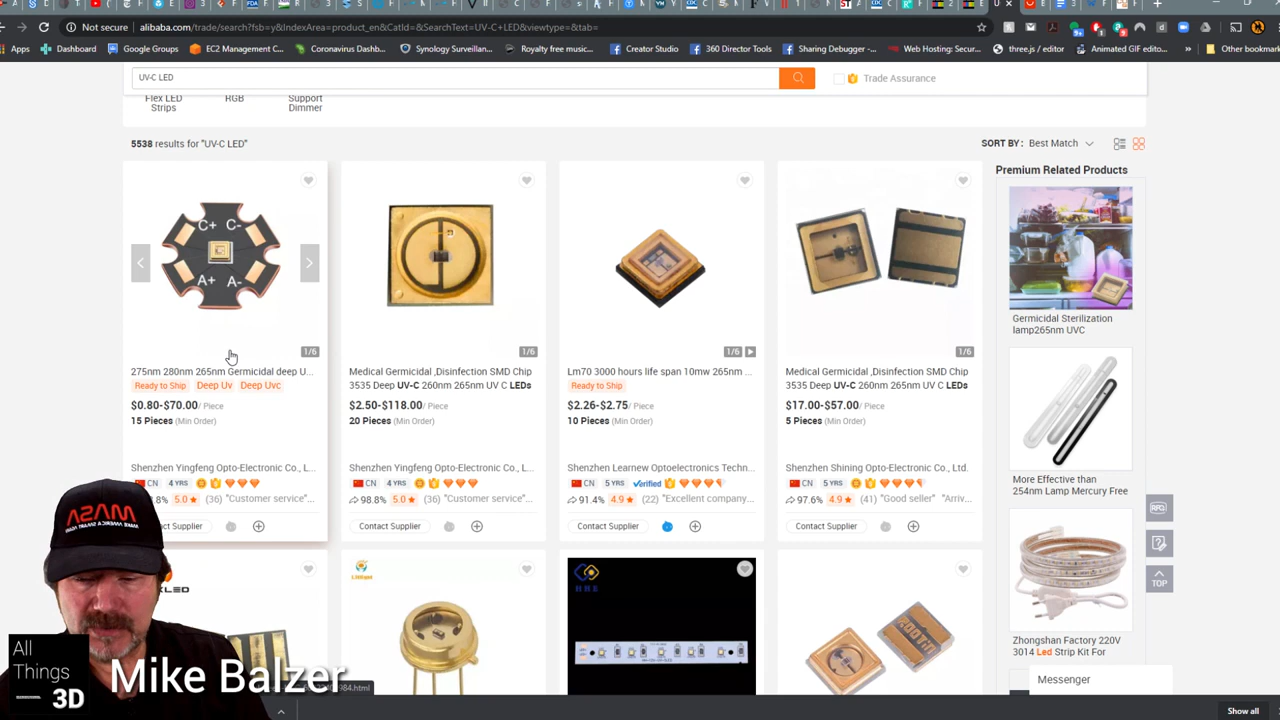 Not secure
alibaba.com/trade/search?fsb=y&IndexArea=product_en&CatId=&SearchText=UV-C+LED&viewtype=&tab=
Apps Dashboard Google Groups EC2 Management C... Synology Surveillan... Royalty free music... Creator Studio 360 Director Tools Sharing Debugger -... Web Hosting: Secur... three.js / editor Animated GIF edito... » Other bookmar
UV-C LED
Trade Assurance
Flex LED Strips
RGB
Support Dimmer
5538 results for "UV-C LED"
SORT BY : Best Match
C+ C-
A+ A-
1/6
275nm 280nm 265nm Germicidal deep U...
Ready to Ship Deep Uv Deep Uvc
$0.80-$70.00/ Piece
15 Pieces (Min Order)
Shenzhen Yingfeng Opto-Electronic Co., L...
CN 4 YRS
.8% 5.0 (36) "Customer service"...
Contact Supplier
1/6
Medical Germicidal ,Disinfection SMD Chip
3535 Deep UV-C 260nm 265nm UV C LEDs
$2.50-$118.00/ Piece
20 Pieces (Min Order)
Shenzhen Yingfeng Opto-Electronic Co., L...
CN 4 YRS
98.8% 5.0 (36) "Customer service"...
Contact Supplier
1/6
Lm70 3000 hours life span 10mw 265nm ...
Ready to Ship
$2.26-$2.75/ Piece
10 Pieces (Min Order)
Shenzhen Learnew Optoelectronics Techn...
CN 5 YRS Verified
91.4% 4.9 (22) "Excellent company...
Contact Supplier
1/6
Medical Germicidal ,Disinfection SMD Chip
3535 Deep UV-C 260nm 265nm UV C LEDs
$17.00-$57.00/ Piece
5 Pieces (Min Order)
Shenzhen Shining Opto-Electronic Co., Ltd.
CN 5 YRS
97.6% 4.9 (41) "Good seller" "Arriv...
Contact Supplier
Premium Related Products
Germicidal Sterilization
lamp265nm UVC
More Effective than
254nm Lamp Mercury Free
Zhongshan Factory 220V
3014 Led Strip Kit For
RFQ
TOP
Messenger
MASA
All
Things
3D
Mike Balzer
984.html
Show all